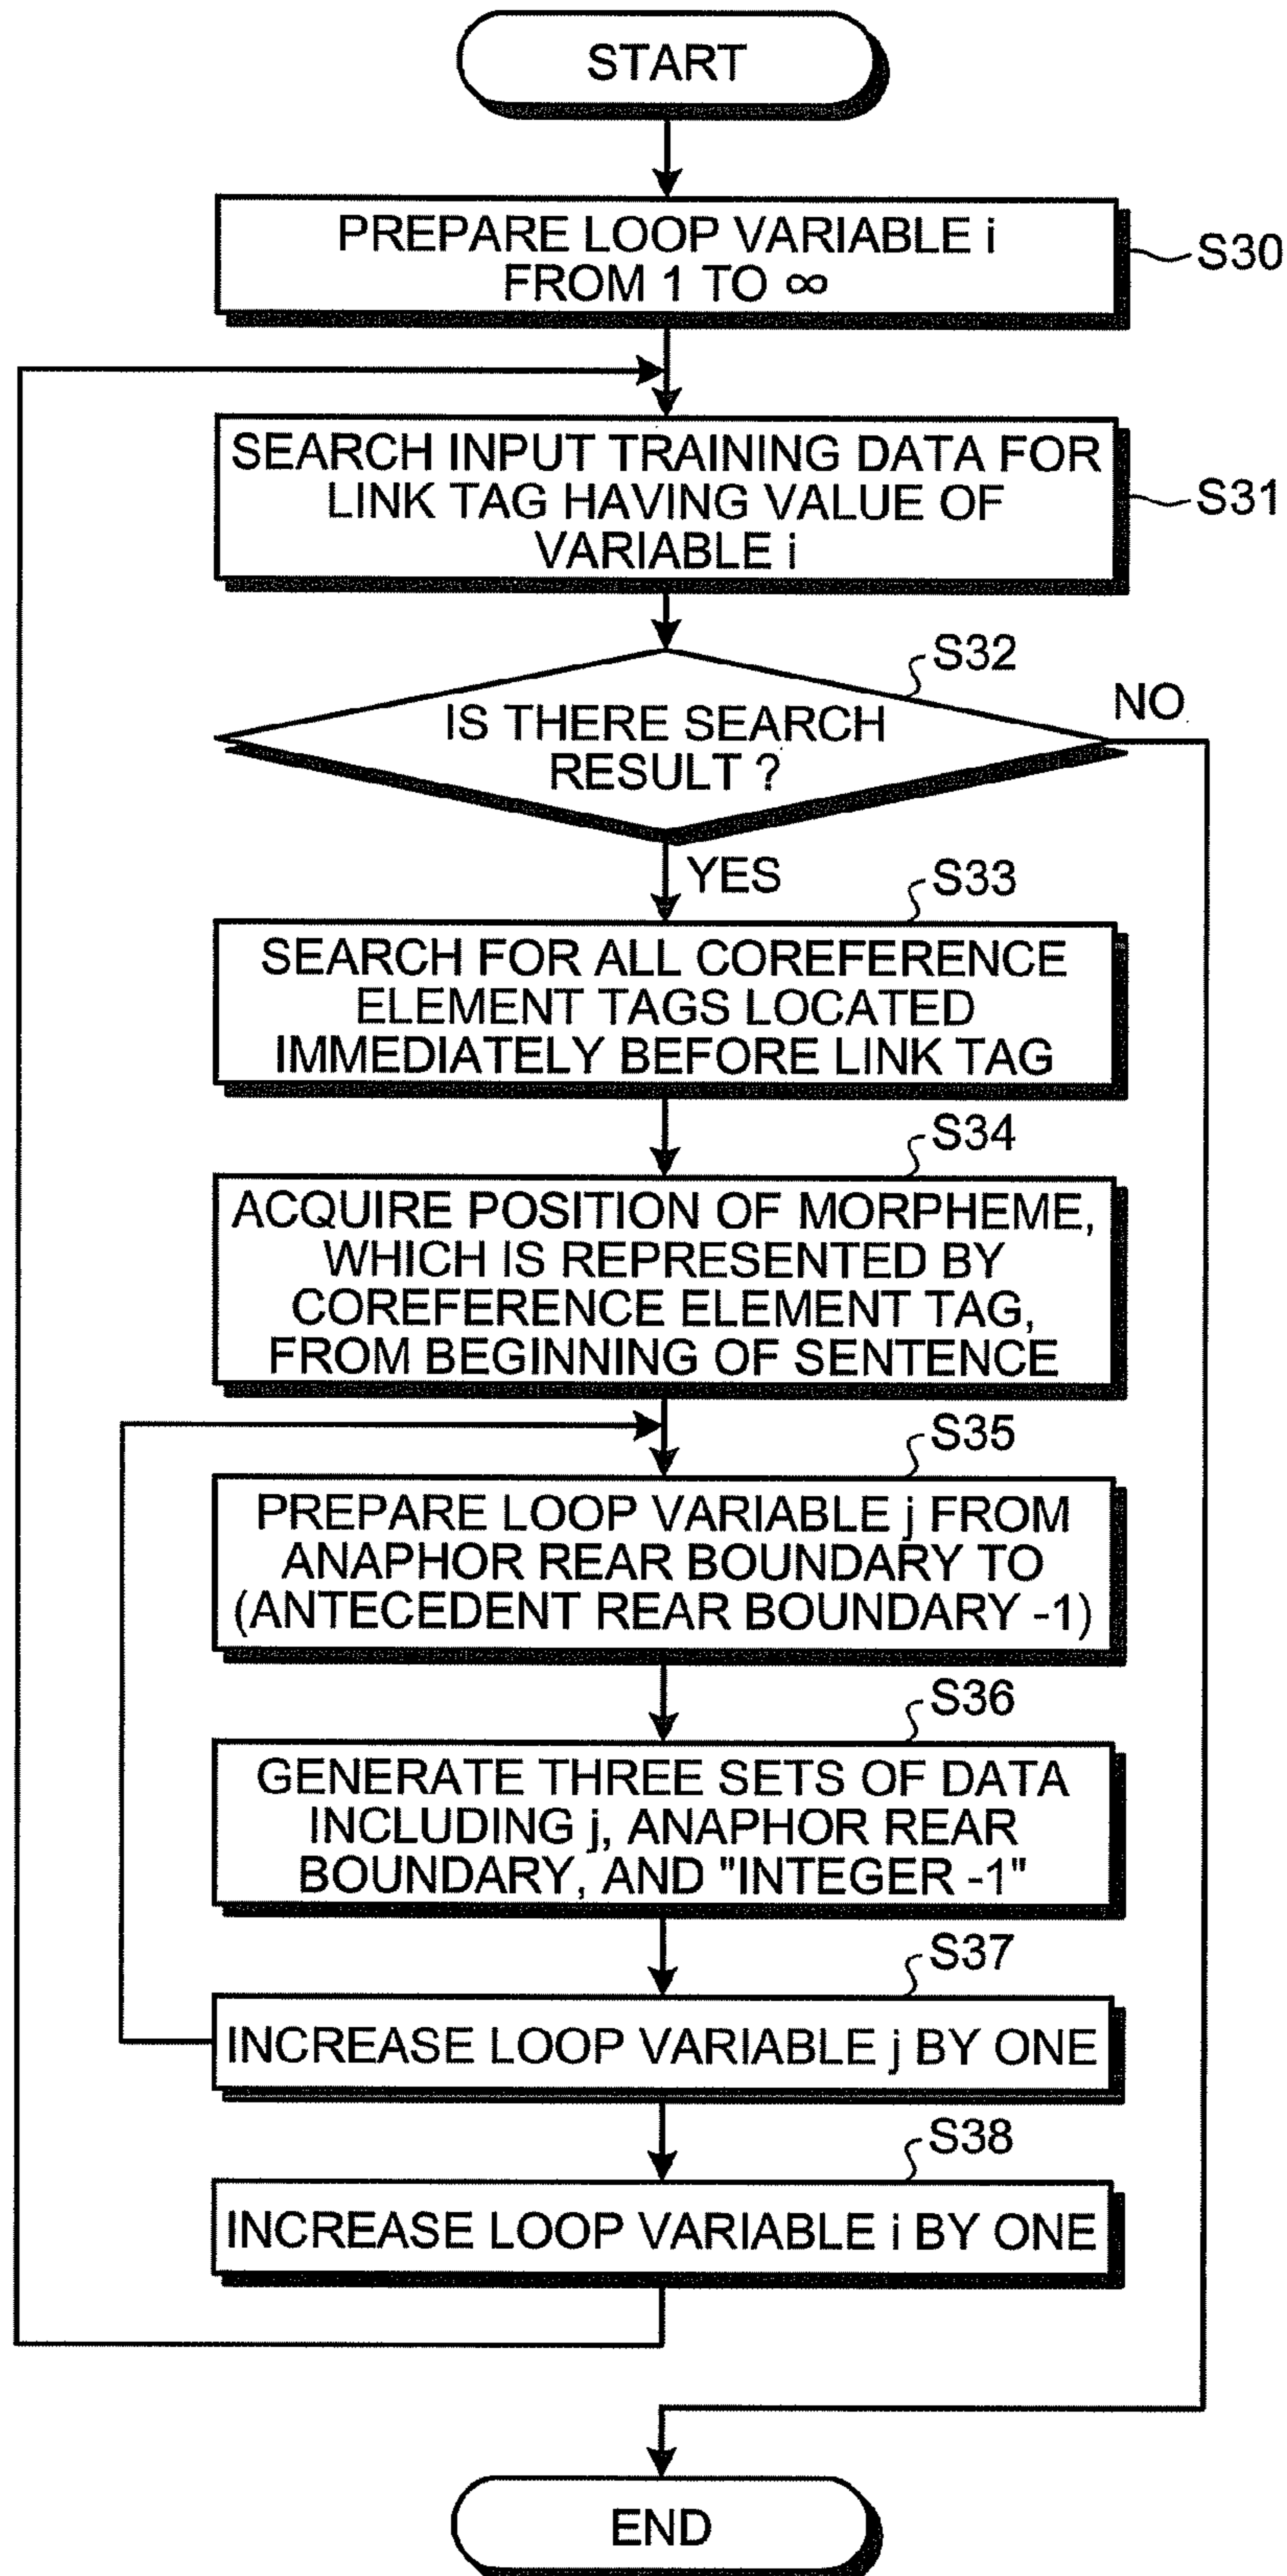 START
PREPARE LOOP VARIABLE i
FROM 1 TO ∞
S30
SEARCH INPUT TRAINING DATA FOR
LINK TAG HAVING VALUE OF
VARIABLE i
S31
S32
IS THERE SEARCH
RESULT ?
NO
YES
S33
SEARCH FOR ALL COREFERENCE
ELEMENT TAGS LOCATED
IMMEDIATELY BEFORE LINK TAG
S34
ACQUIRE POSITION OF MORPHEME,
WHICH IS REPRESENTED BY
COREFERENCE ELEMENT TAG,
FROM BEGINNING OF SENTENCE
S35
PREPARE LOOP VARIABLE j FROM
ANAPHOR REAR BOUNDARY TO
(ANTECEDENT REAR BOUNDARY -1)
S36
GENERATE THREE SETS OF DATA
INCLUDING j, ANAPHOR REAR
BOUNDARY, AND "INTEGER -1"
S37
INCREASE LOOP VARIABLE j BY ONE
S38
INCREASE LOOP VARIABLE i BY ONE
END